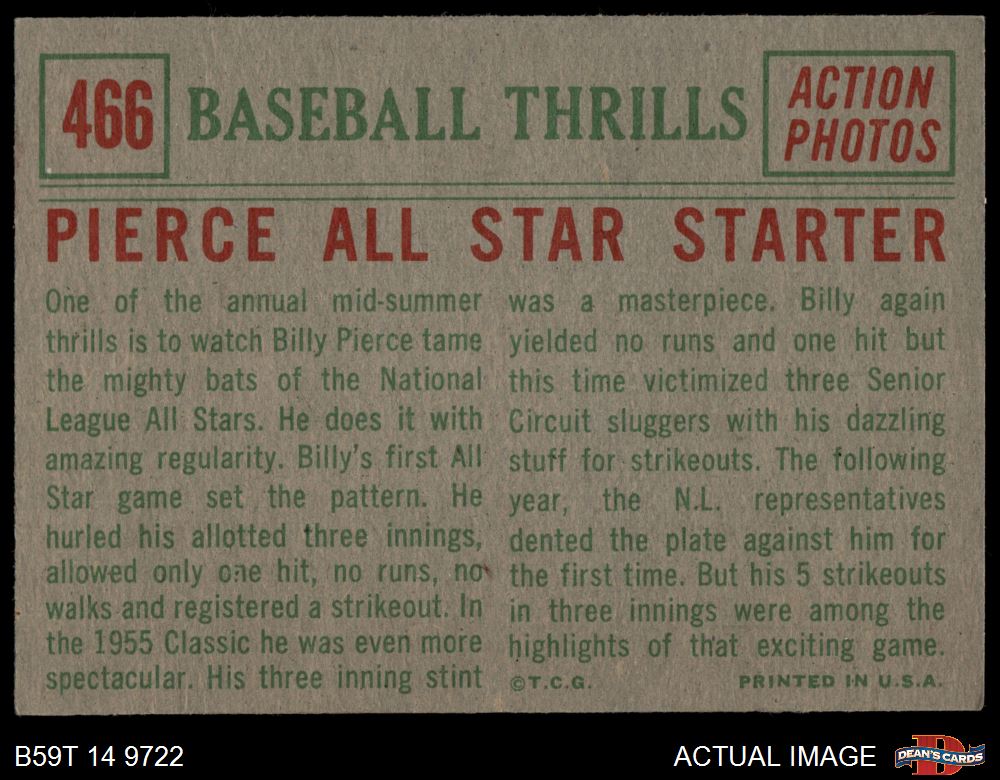 466
BASEBALL THRILLS
ACTION
PHOTOS
PIERCE ALL STAR STARTER
One of the annual mid-summer
thrills is to watch Billy Pierce tame
the mighty bats of the National
League All Stars. He does it with
amazing regularity. Billy's first All
Star game set the pattern. He
hurled his allotted three innings,
allowed only one hit, no runs, no
walks and registered a strikeout. In
the 1955 Classic he was even more
spectacular. His three inning stint
was a masterpiece. Billy again
yielded no runs and one hit but
this time victimized three Senior
Circuit sluggers with his dazzling
stuff for strikeouts. The following
year, the N.L. representatives
dented the plate against him for
the first time. But his 5 strikeouts
in three innings were among the
highlights of that exciting game.
©T.C.G. PRINTED IN U.S.A.
B59T 14 9722
ACTUAL IMAGE
D
DEAN'S CARDS